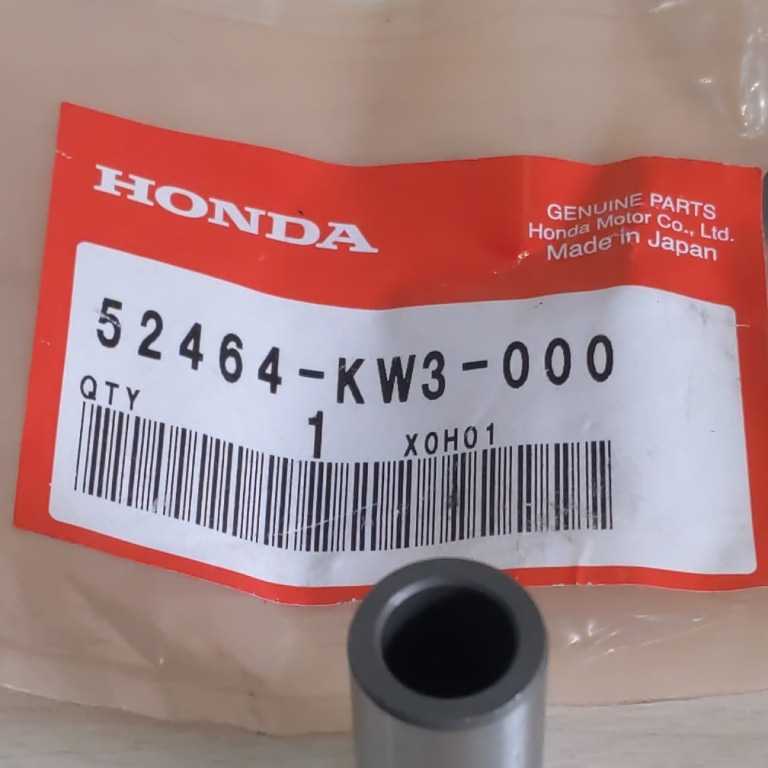 HONDA
GENUINE PARTS
Honda Motor Co., Ltd.
Made in Japan
52464-KW3-000
QTY 1 X0H01